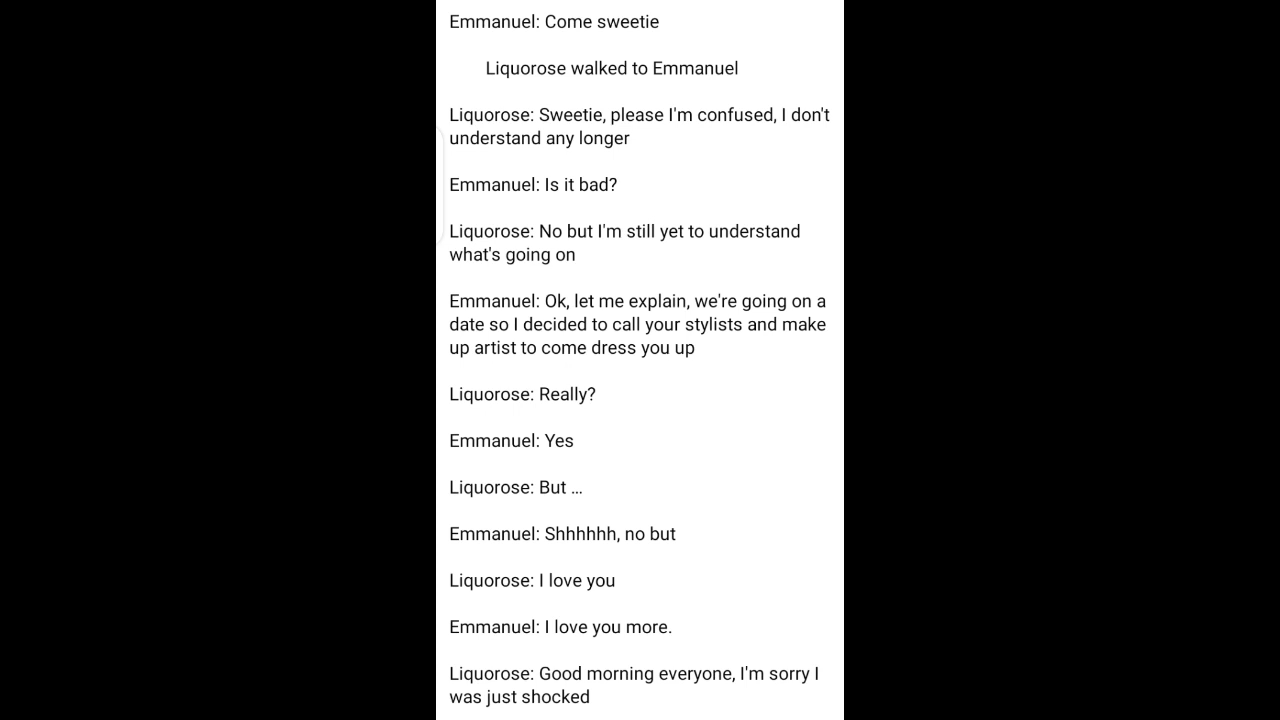 Emmanuel: Come sweetie
Liquorose walked to Emmanuel
Liquorose: Sweetie, please I'm confused, I don't
understand any longer
Emmanuel: Is it bad?
Liquorose: No but I'm still yet to understand
what's going on
Emmanuel: Ok, let me explain, we're going on a
date so I decided to call your stylists and make
up artist to come dress you up
Liquorose: Really?
Emmanuel: Yes
Liquorose: But ...
Emmanuel: Shhhhhh, no but
Liquorose: I love you
Emmanuel: I love you more.
Liquorose: Good morning everyone, I'm sorry I
was just shocked